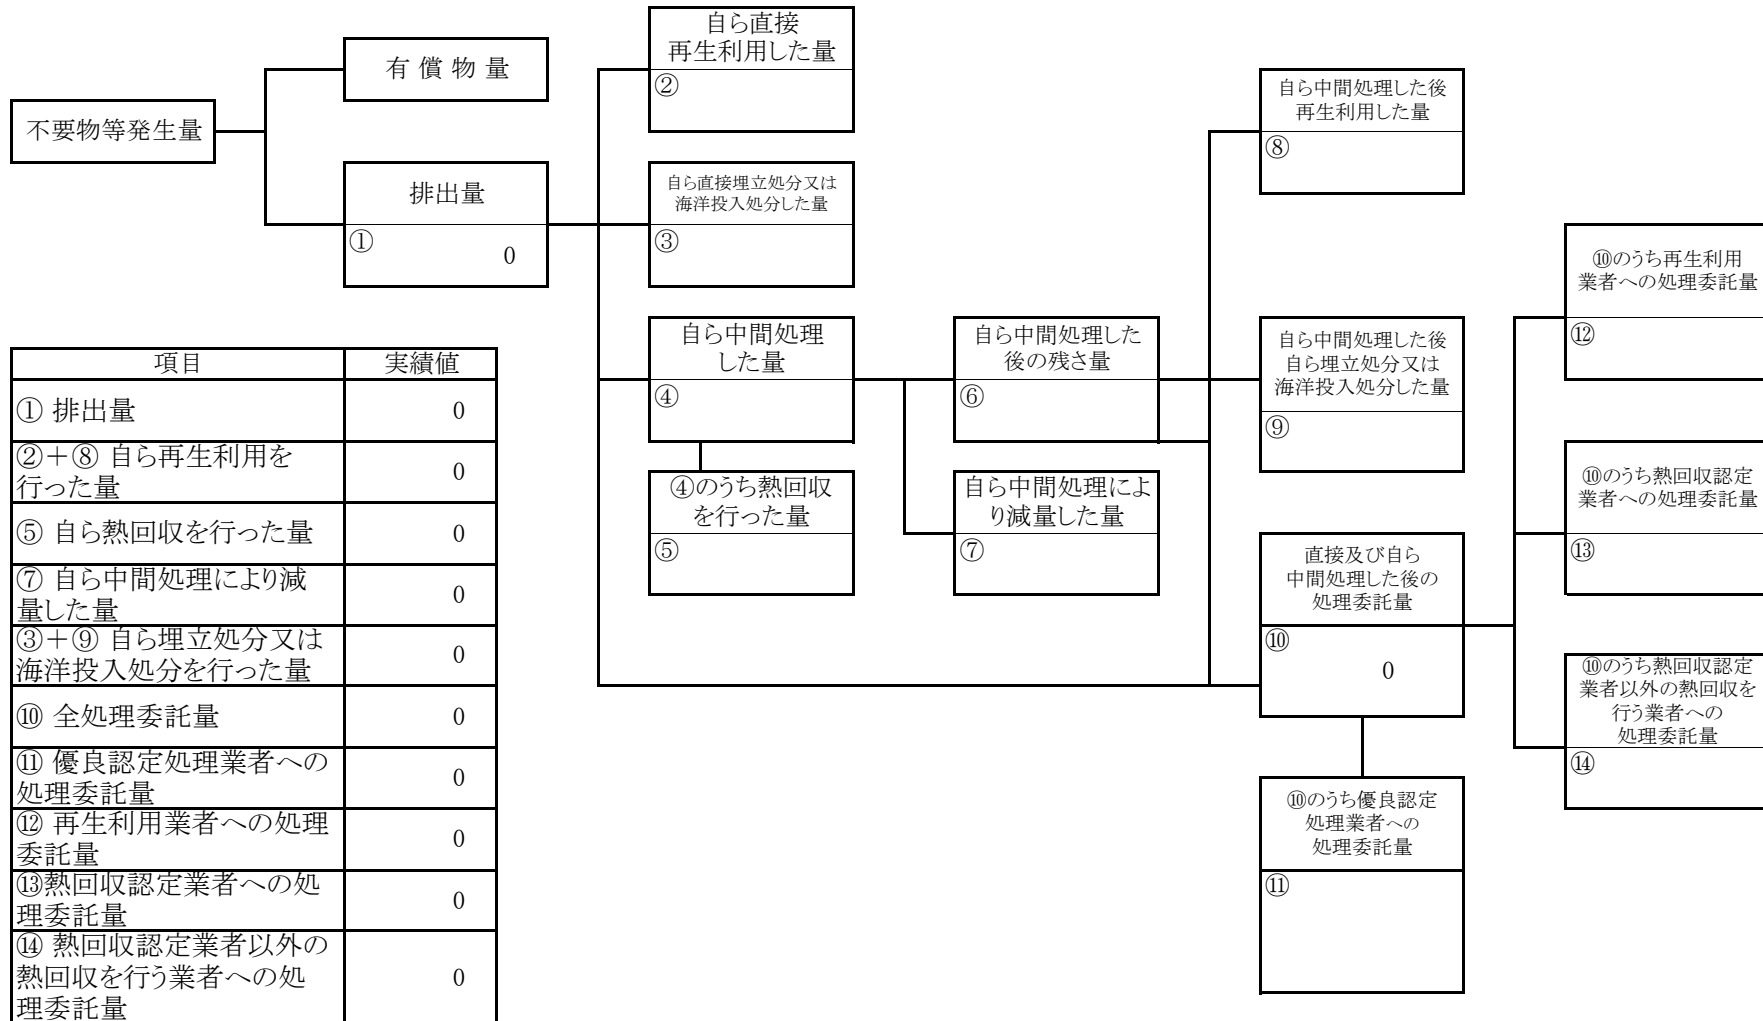 不要物等発生量
有 償 物 量
排出量
①
0
自ら直接
再生利用した量
②
自ら直接埋立処分又は
海洋投入処分した量
③
自ら中間処理
した量
④
④のうち熱回収
を行った量
⑤
自ら中間処理した
後の残さ量
⑥
自ら中間処理によ
り減量した量
⑦
自ら中間処理した後
再生利用した量
⑧
自ら中間処理した後
自ら埋立処分又は
海洋投入処分した量
⑨
直接及び自ら
中間処理した後の
処理委託量
⑩
0
⑩のうち優良認定
処理業者への
処理委託量
⑪
⑩のうち再生利用
業者への処理委託量
⑫
⑩のうち熱回収認定
業者への処理委託量
⑬
⑩のうち熱回収認定
業者以外の熱回収を
行う業者への
処理委託量
⑭
項目 実績値
① 排出量 0
②＋⑧ 自ら再生利用を
行った量 0
⑤ 自ら熱回収を行った量 0
⑦ 自ら中間処理により減
量した量 0
③＋⑨ 自ら埋立処分又は
海洋投入処分を行った量 0
⑩ 全処理委託量 0
⑪ 優良認定処理業者への
処理委託量 0
⑫ 再生利用業者への処理
委託量 0
⑬熱回収認定業者への処
理委託量 0
⑭ 熱回収認定業者以外の
熱回収を行う業者への処 0
理委託量